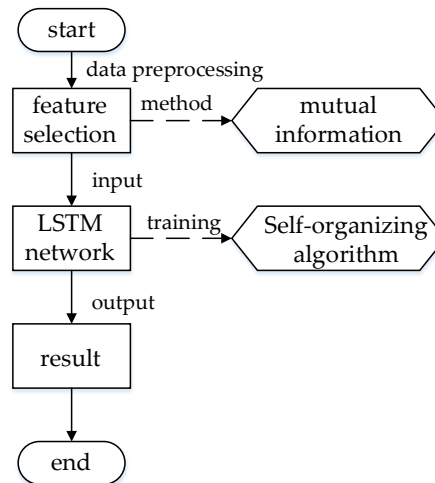 start
data preprocessing
feature
selection
method
mutual
information
input
LSTM
network
training
Self-organizing
algorithm
output
result
end